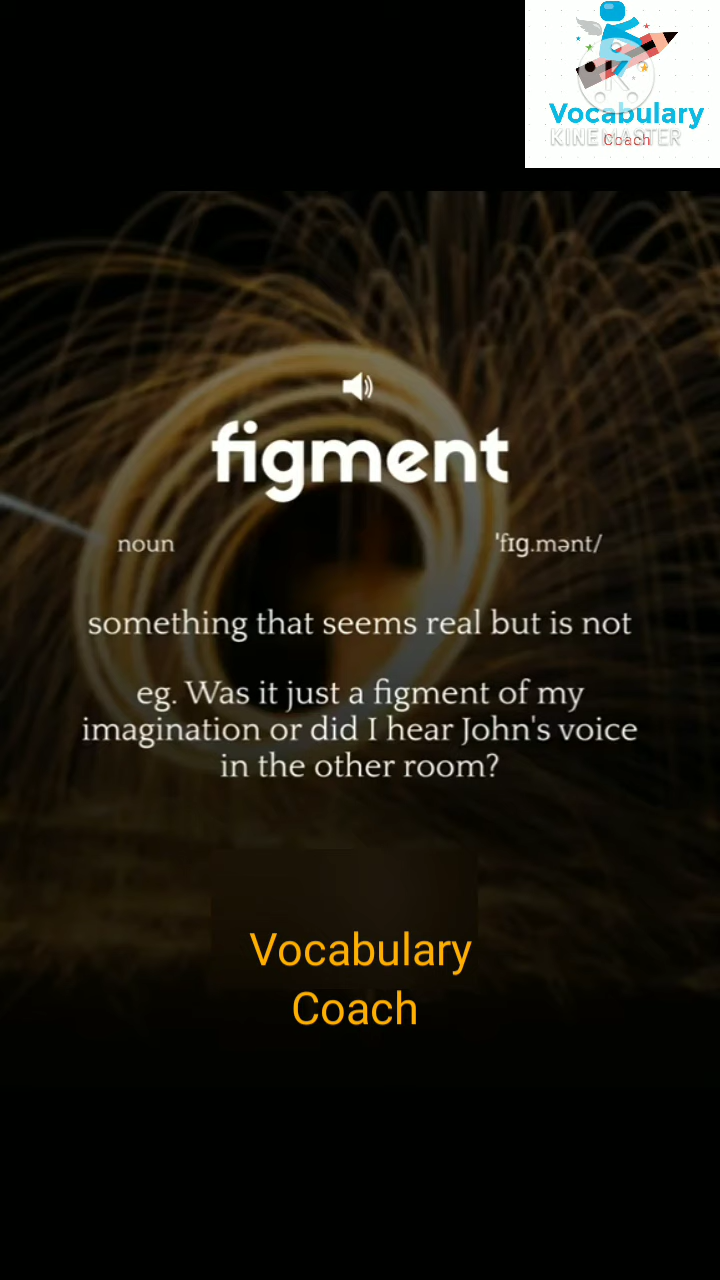 Vocabulary
KINEMASTER
Coach
figment
noun
'fɪg.mənt/
something that seems real but is not
eg. Was it just a figment of my
imagination or did I hear John's voice
in the other room?
Vocabulary
Coach